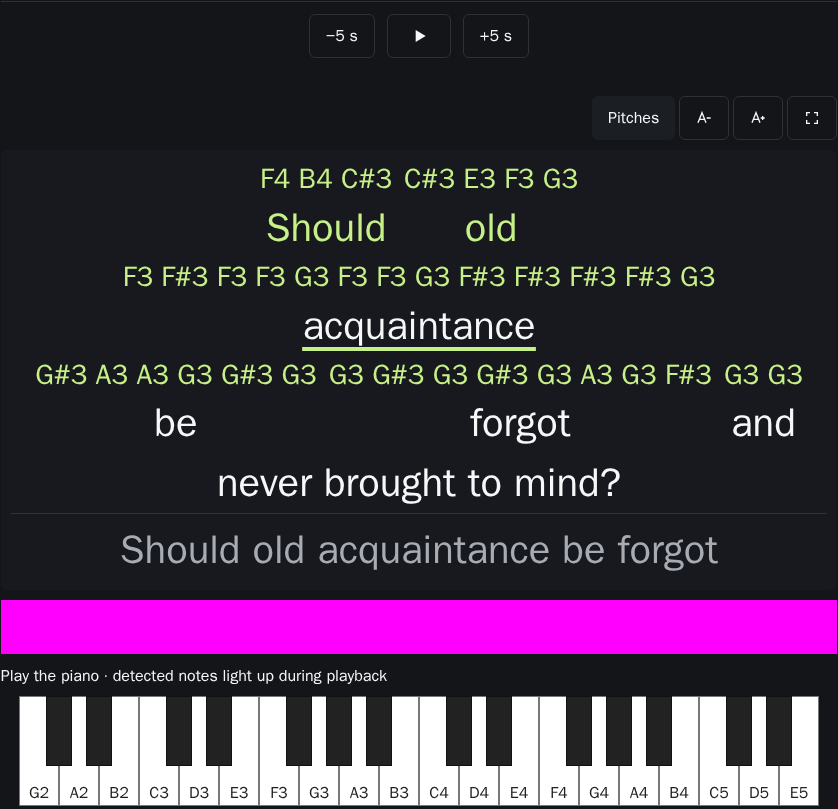 −5 s ▶ +5 s
Pitches A- A+
F4 B4 C#3 C#3 E3 F3 G3
Should old
F3 F#3 F3 F3 G3 F3 F3 G3 F#3 F#3 F#3 F#3 G3
acquaintance
G#3 A3 A3 G3 G#3 G3 G3 G#3 G3 G#3 G3 A3 G3 F#3 G3 G3
be forgot and
never brought to mind?
Should old acquaintance be forgot
Play the piano · detected notes light up during playback
G2 A2 B2 C3 D3 E3 F3 G3 A3 B3 C4 D4 E4 F4 G4 A4 B4 C5 D5 E5